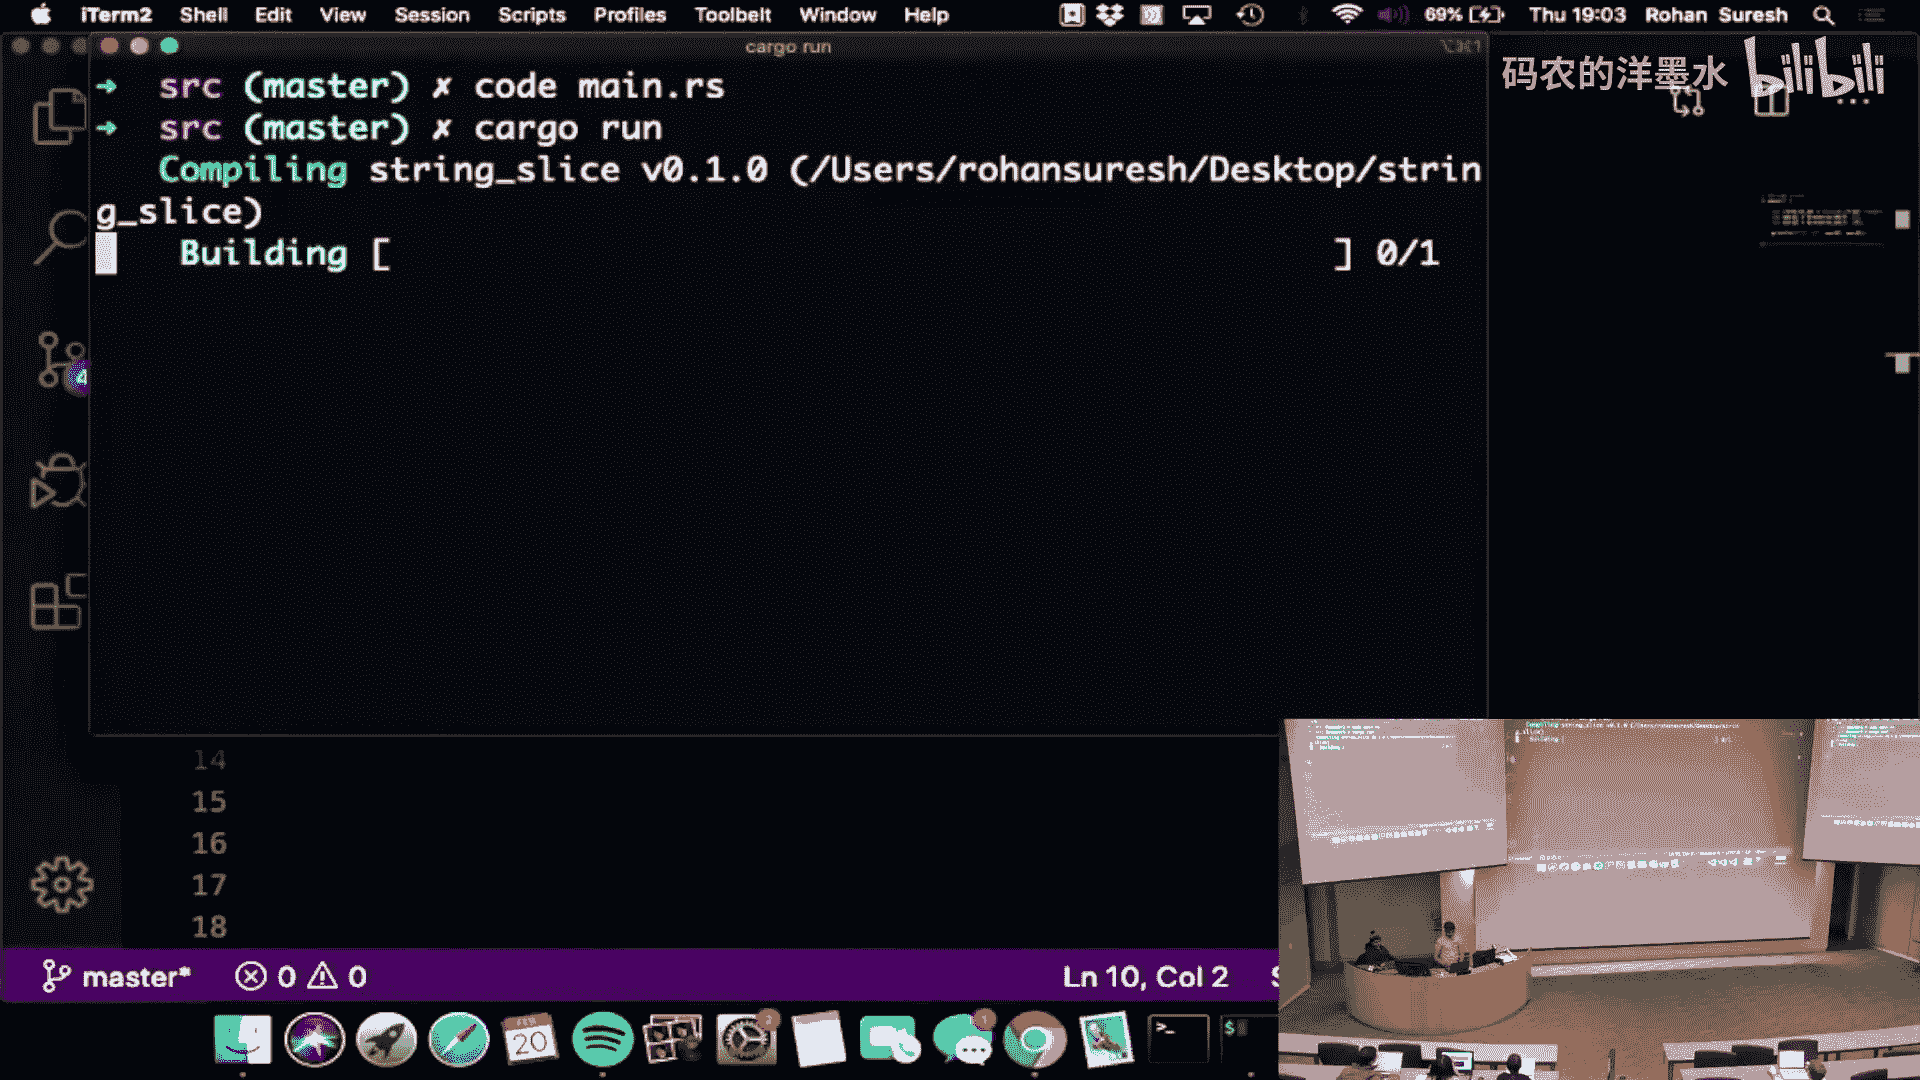 iTerm2 Shell Edit View Session Scripts Profiles Toolbelt Window Help 69% Thu 19:03 Rohan Suresh
cargo run
码农的洋墨水 bilibili
→ src (master) ✗ code main.rs
→ src (master) ✗ cargo run
Compiling string_slice v0.1.0 (/Users/rohansuresh/Desktop/strin
g_slice)
Building [ ] 0/1
4
14
15
16
17
18
master* 0 0 Ln 10, Col 2
FEB
20
1
>_
$